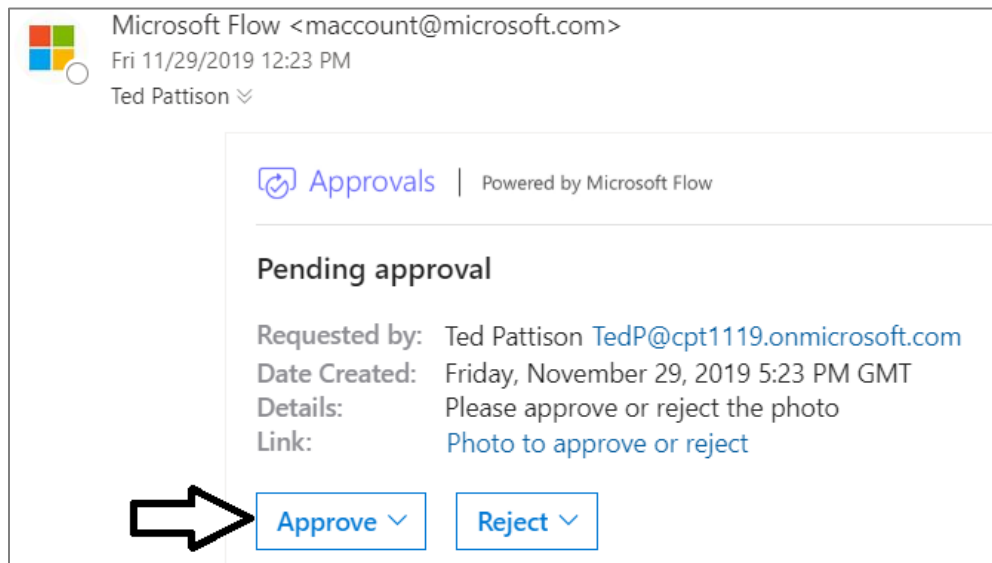 Microsoft Flow <maccount@microsoft.com>
Fri 11/29/2019 12:23 PM
Ted Pattison
Approvals | Powered by Microsoft Flow
Pending approval
Requested by: Ted Pattison TedP@cpt1119.onmicrosoft.com
Date Created: Friday, November 29, 2019 5:23 PM GMT
Details: Please approve or reject the photo
Link: Photo to approve or reject
Approve Reject